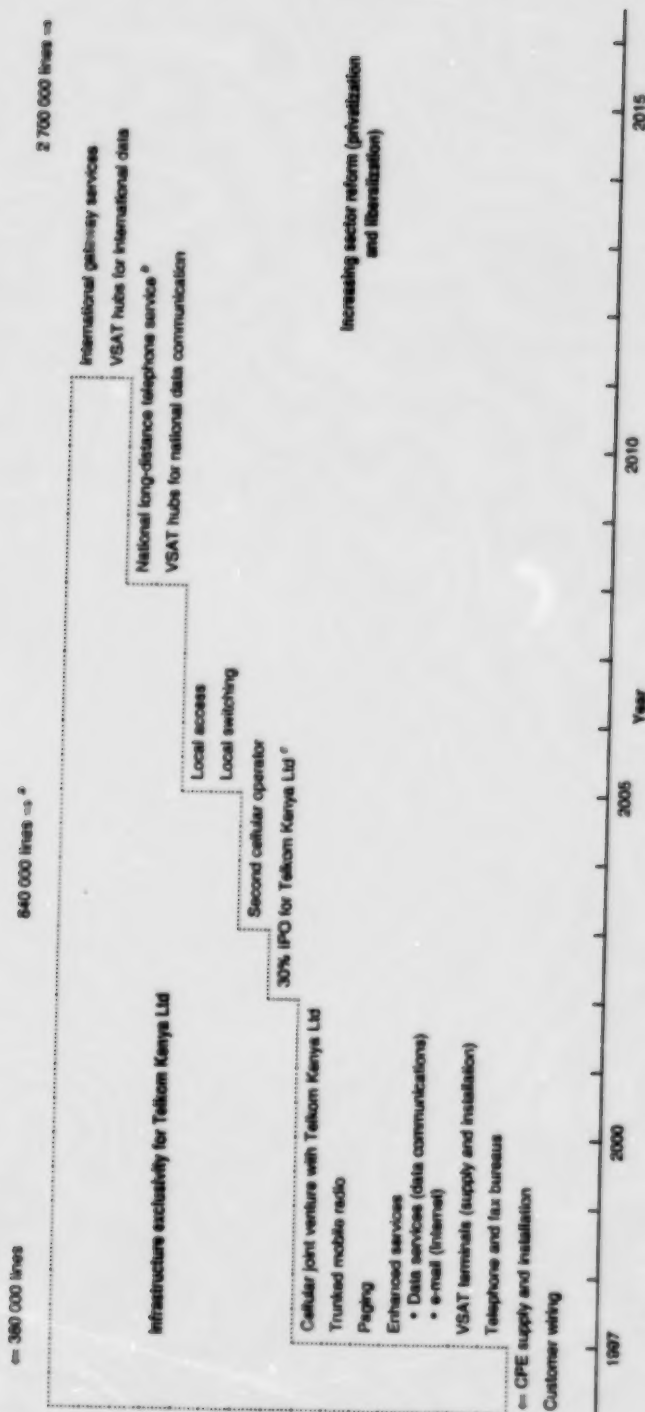 ⇐ 380 000 lines
840 000 lines ⇒ a
2 700 000 lines ⇒
Infrastructure exclusivity for Telkom Kenya Ltd
International gateway services
VSAT hubs for international data
National long-distance telephone service b
VSAT hubs for national data communication
Local access
Local switching
Second cellular operator
30% IPO for Telkom Kenya Ltd c
Cellular joint venture with Telkom Kenya Ltd
Trunked mobile radio
Paging
Enhanced services
• Data services (data communications)
• e-mail (Internet)
VSAT terminals (supply and installation)
Telephone and fax bureaus
⇐ CPE supply and installation
Customer wiring
Increasing sector reform (privatization
and liberalization)
1997
2000
2005
2010
2015
Year